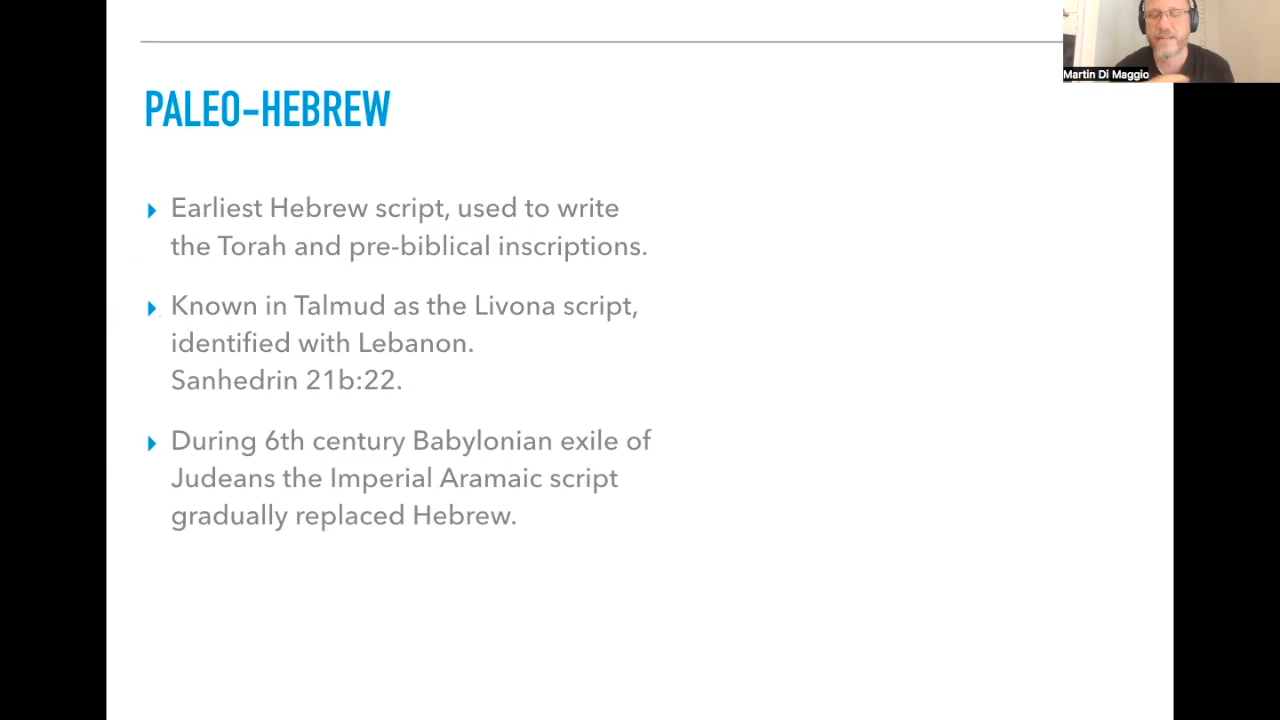 Martin Di Maggio
PALEO-HEBREW
Earliest Hebrew script, used to write
the Torah and pre-biblical inscriptions.
Known in Talmud as the Livona script,
identified with Lebanon.
Sanhedrin 21b:22.
During 6th century Babylonian exile of
Judeans the Imperial Aramaic script
gradually replaced Hebrew.